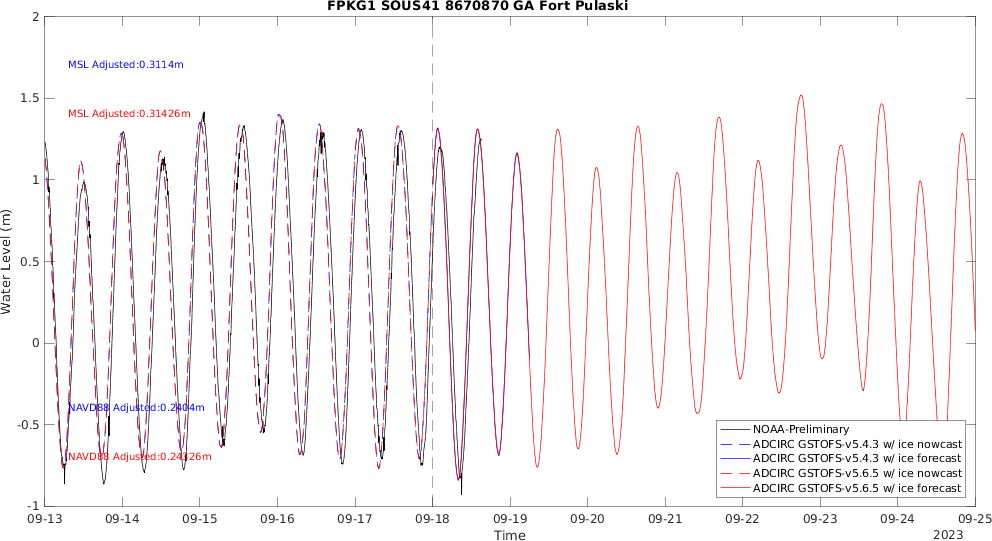 FPKG1 SOUS41 8670870 GA Fort Pulaski
2
MSL Adjusted:0.3114m
1.5
MSL Adjusted:0.31426m
1
0.5
Water Level (m)
0
NAVD88 Adjusted:0.2404m
-0.5
NAVD88 Adjusted:0.24326m
-1
NOAA-Preliminary
ADCIRC GSTOFS-v5.4.3 w/ ice nowcast
ADCIRC GSTOFS-v5.4.3 w/ ice forecast
ADCIRC GSTOFS-v5.6.5 w/ ice nowcast
ADCIRC GSTOFS-v5.6.5 w/ ice forecast
09-13 09-14 09-15 09-16 09-17 09-18 09-19 09-20 09-21 09-22 09-23 09-24 09-25
Time
2023